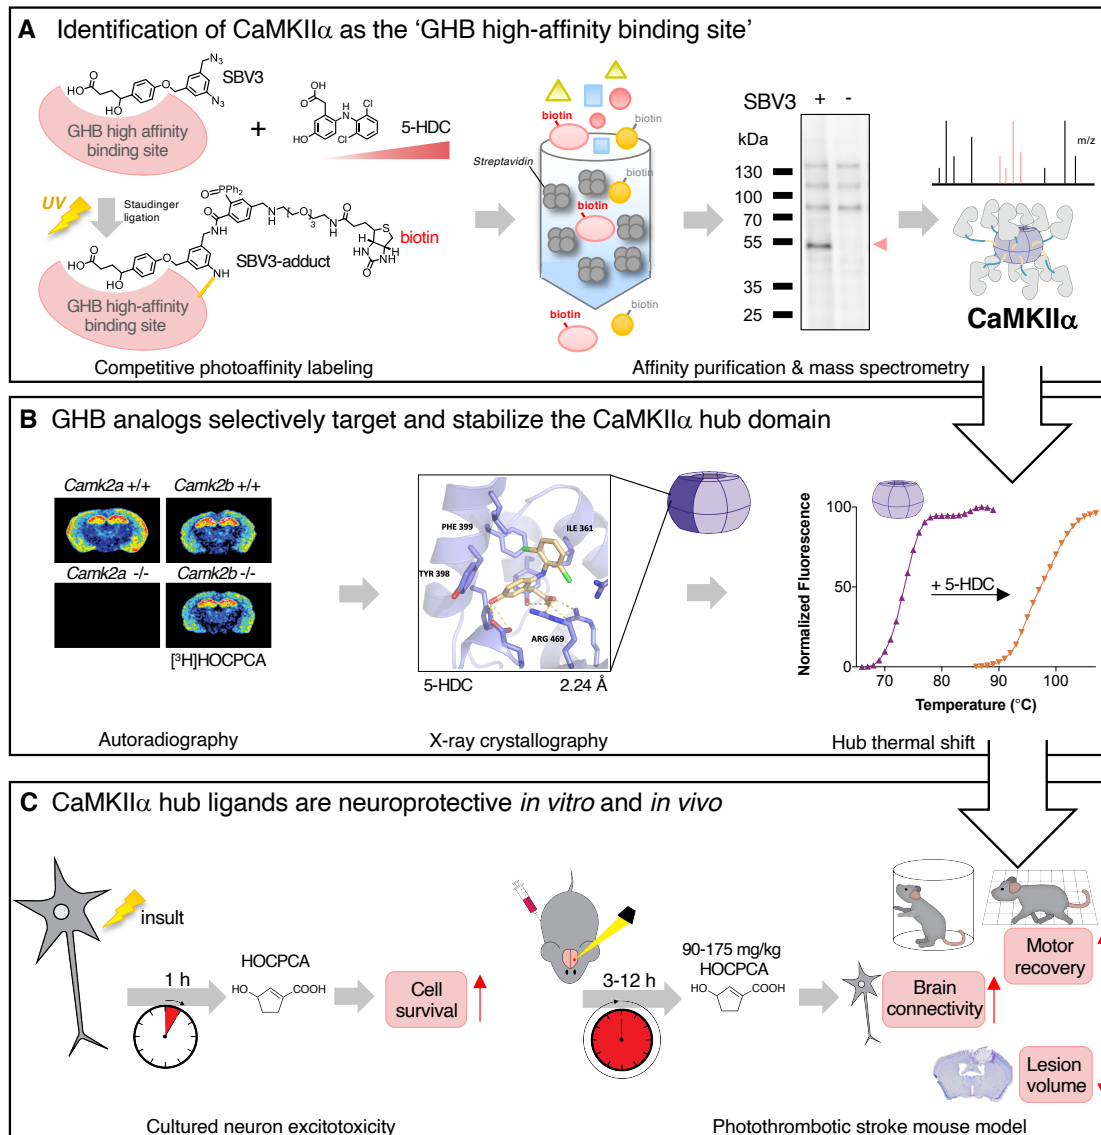 A Identification of CaMKIIα as the ‘GHB high-affinity binding site’
SBV3
GHB high affinity
binding site
+
5-HDC
UV
Staudinger
ligation
SBV3-adduct
biotin
GHB high-affinity
binding site
Competitive photoaffinity labeling
biotin
biotin
Streptavidin
biotin
biotin
biotin
biotin
SBV3 + -
kDa
130
100
70
55
35
25
m/z
CaMKIIα
Affinity purification & mass spectrometry
B GHB analogs selectively target and stabilize the CaMKIIα hub domain
Camk2a +/+ Camk2b +/+
Camk2a -/- Camk2b -/-
[³H]HOCPCA
Autoradiography
PHE 399
ILE 361
TYR 398
ARG 469
5-HDC 2.24 Å
X-ray crystallography
Normalized Fluorescence
100
50
0
+ 5-HDC
70 80 90 100
Temperature (°C)
Hub thermal shift
C CaMKIIα hub ligands are neuroprotective in vitro and in vivo
insult
1 h
HOCPCA
HO
COOH
Cell
survival
Cultured neuron excitotoxicity
3-12 h
90-175 mg/kg
HOCPCA
HO
COOH
Motor
recovery
Brain
connectivity
Lesion
volume
Photothrombotic stroke mouse model